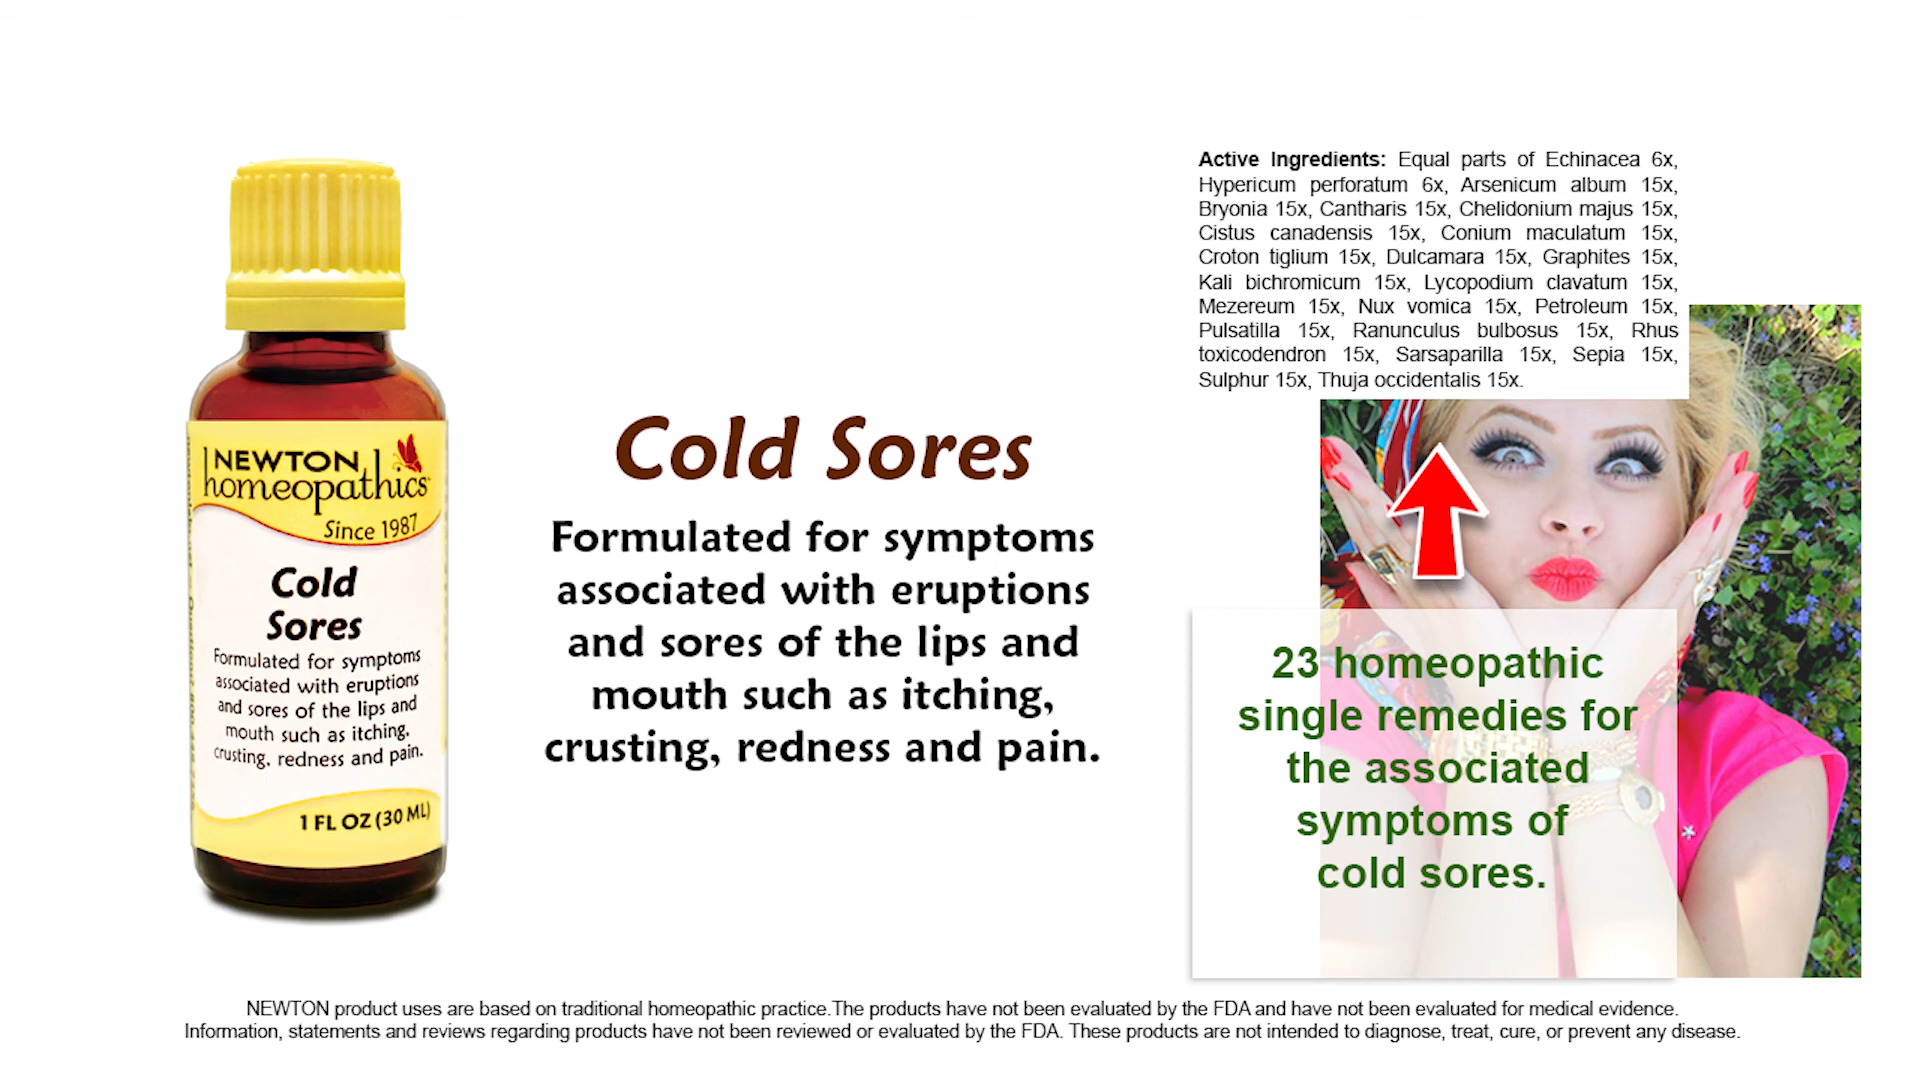 NEWTON
homeopathics
Since 1987
Cold
Sores
Formulated for symptoms
associated with eruptions
and sores of the lips and
mouth such as itching,
crusting, redness and pain.
1 FL OZ (30 ML)
Cold Sores
Formulated for symptoms
associated with eruptions
and sores of the lips and
mouth such as itching,
crusting, redness and pain.
Active Ingredients: Equal parts of Echinacea 6x,
Hypericum perforatum 6x, Arsenicum album 15x,
Bryonia 15x, Cantharis 15x, Chelidonium majus 15x,
Cistus canadensis 15x, Conium maculatum 15x,
Croton tiglium 15x, Dulcamara 15x, Graphites 15x,
Kali bichromicum 15x, Lycopodium clavatum 15x,
Mezereum 15x, Nux vomica 15x, Petroleum 15x,
Pulsatilla 15x, Ranunculus bulbosus 15x, Rhus
toxicodendron 15x, Sarsaparilla 15x, Sepia 15x,
Sulphur 15x, Thuja occidentalis 15x.
23 homeopathic
single remedies for
the associated
symptoms of
cold sores.
NEWTON product uses are based on traditional homeopathic practice.The products have not been evaluated by the FDA and have not been evaluated for medical evidence.
Information, statements and reviews regarding products have not been reviewed or evaluated by the FDA. These products are not intended to diagnose, treat, cure, or prevent any disease.